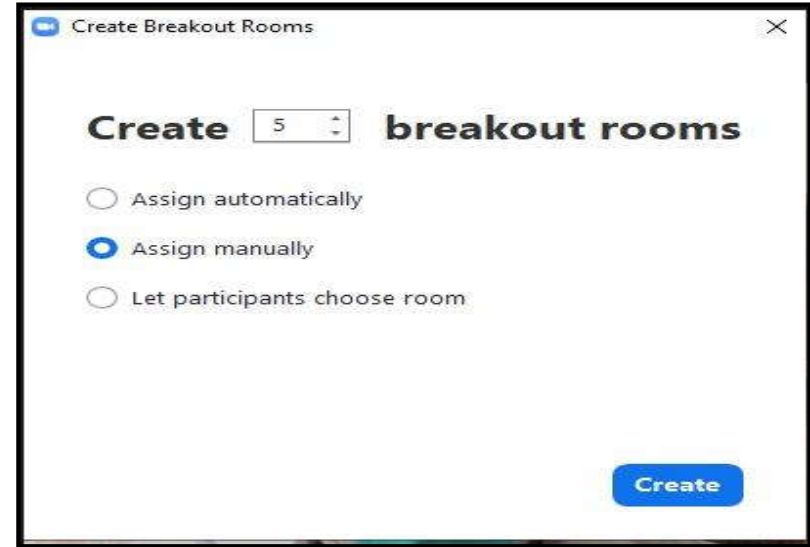 Create Breakout Rooms
Create 5 breakout rooms
Assign automatically
Assign manually
Let participants choose room
Create